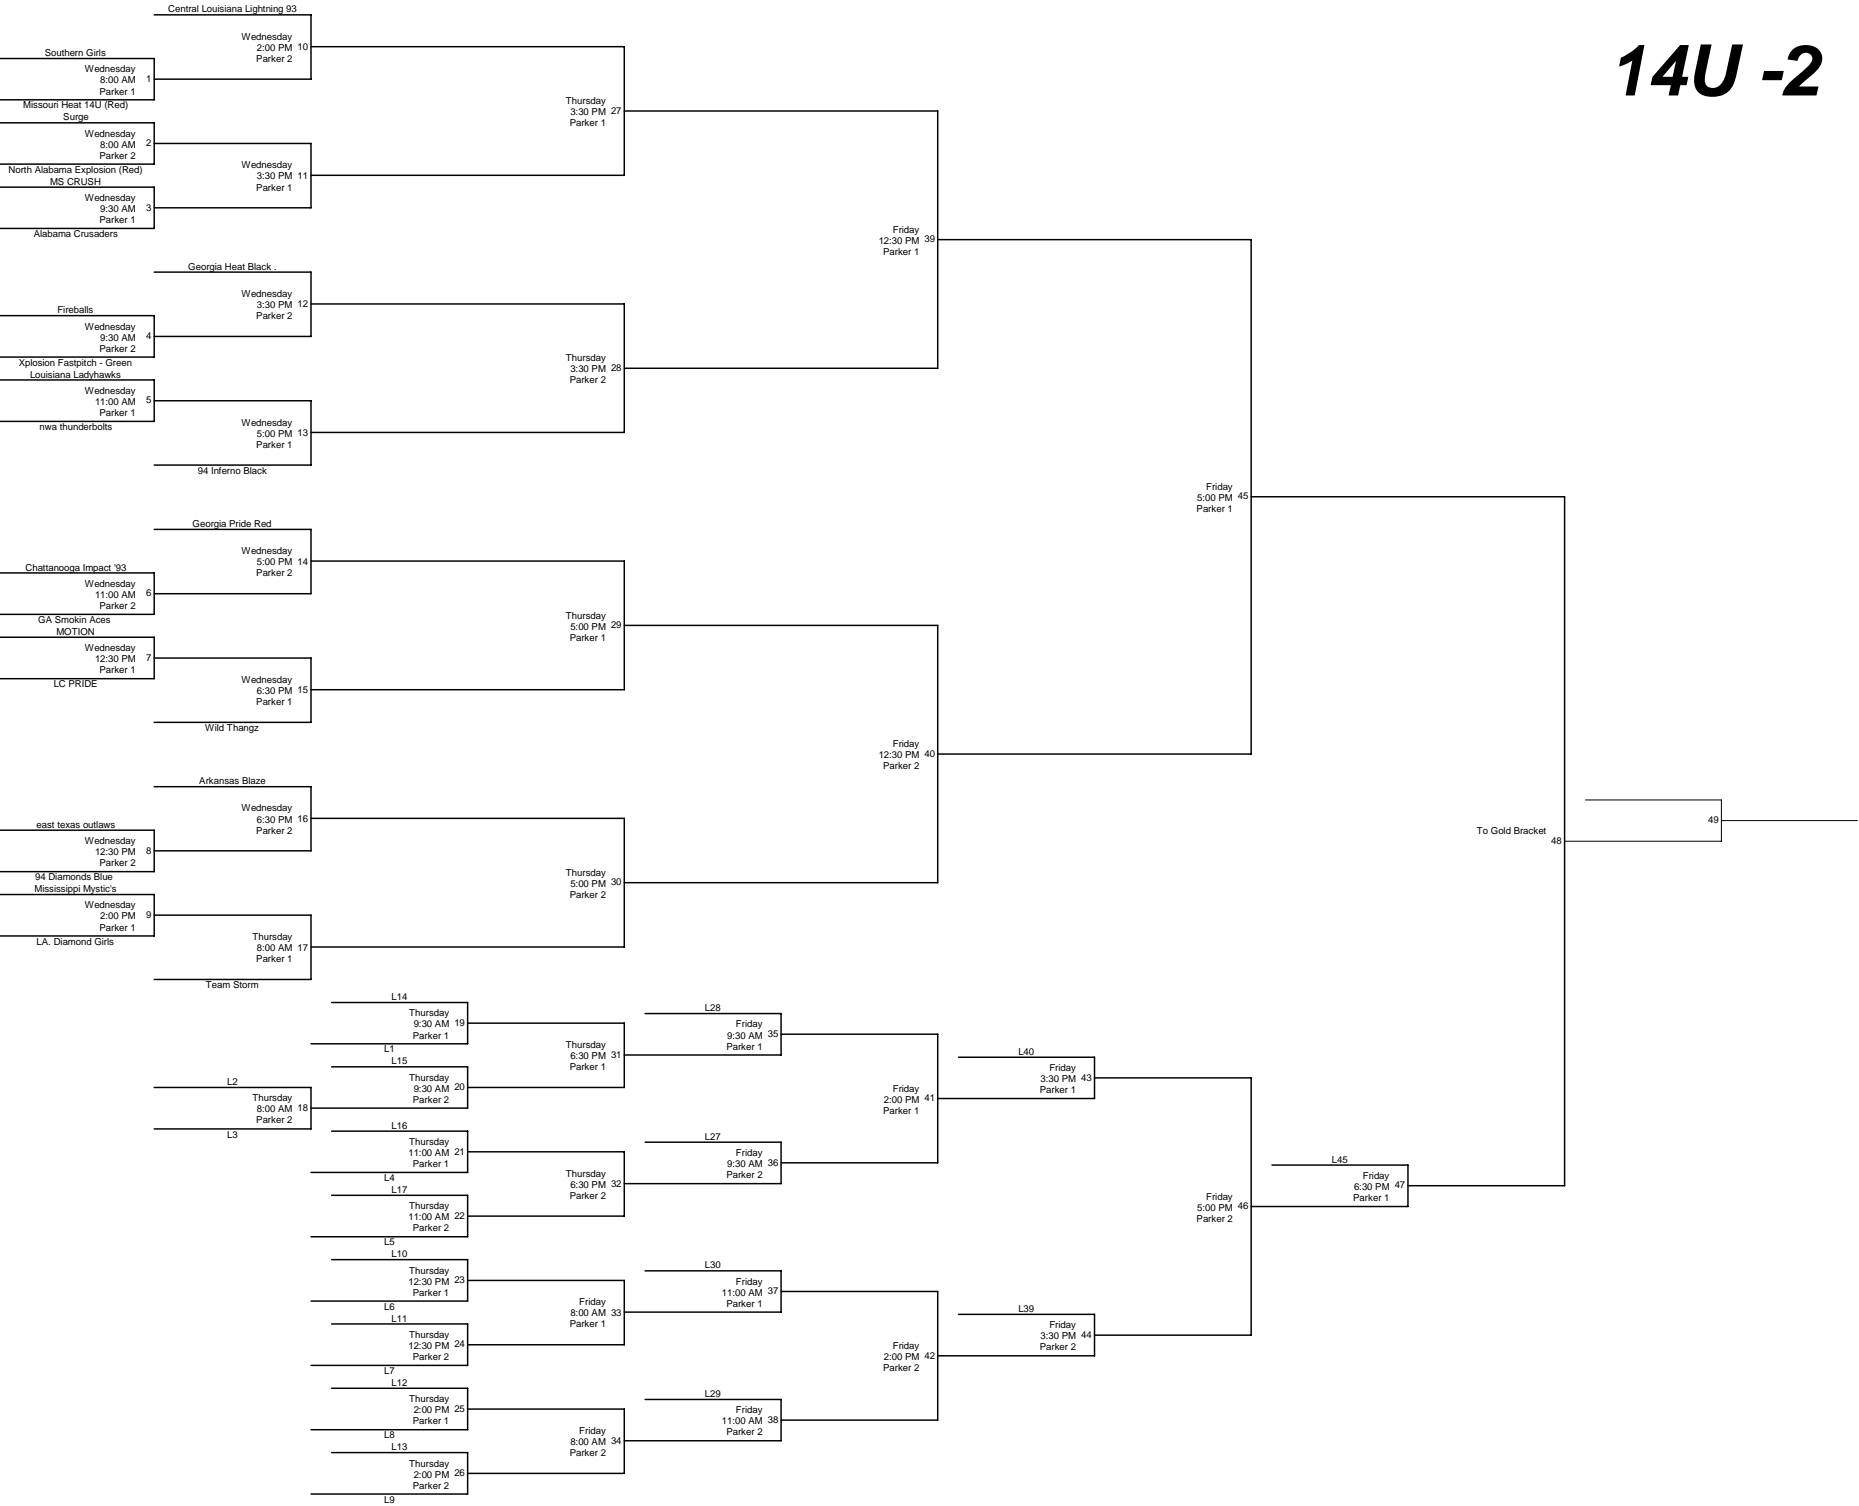 14U -2
Central Louisiana Lightning 93
Wednesday
2:00 PM 10
Parker 2
Southern Girls
Wednesday
8:00 AM 1
Parker 1
Missouri Heat 14U (Red)
Surge
Wednesday
8:00 AM 2
Parker 2
North Alabama Explosion (Red)
MS CRUSH
Wednesday
9:30 AM 3
Parker 1
Alabama Crusaders
Wednesday
3:30 PM 11
Parker 1
Georgia Heat Black .
Wednesday
3:30 PM 12
Parker 2
Fireballs
Wednesday
9:30 AM 4
Parker 2
Xplosion Fastpitch - Green
Louisiana Ladyhawks
Wednesday
11:00 AM 5
Parker 1
nwa thunderbolts
Wednesday
5:00 PM 13
Parker 1
94 Inferno Black
Georgia Pride Red
Wednesday
5:00 PM 14
Parker 2
Chattanooga Impact '93
Wednesday
11:00 AM 6
Parker 2
GA Smokin Aces
MOTION
Wednesday
12:30 PM 7
Parker 1
LC PRIDE
Wednesday
6:30 PM 15
Parker 1
Wild Thangz
Arkansas Blaze
Wednesday
6:30 PM 16
Parker 2
east texas outlaws
Wednesday
12:30 PM 8
Parker 2
94 Diamonds Blue
Mississippi Mystic's
Wednesday
2:00 PM 9
Parker 1
LA. Diamond Girls
Thursday
8:00 AM 17
Parker 1
Team Storm
Thursday
3:30 PM 27
Parker 1
Thursday
3:30 PM 28
Parker 2
Thursday
5:00 PM 29
Parker 1
Thursday
5:00 PM 30
Parker 2
Friday
12:30 PM 39
Parker 1
Friday
12:30 PM 40
Parker 2
Friday
5:00 PM 45
Parker 1
To Gold Bracket
48
49
L2
Thursday
8:00 AM 18
Parker 2
L3
L14
Thursday
9:30 AM 19
Parker 1
L1
L15
Thursday
9:30 AM 20
Parker 2
L16
Thursday
11:00 AM 21
Parker 1
L4
L17
Thursday
11:00 AM 22
Parker 2
L5
L10
Thursday
12:30 PM 23
Parker 1
L6
L11
Thursday
12:30 PM 24
Parker 2
L7
L12
Thursday
2:00 PM 25
Parker 1
L8
L13
Thursday
2:00 PM 26
Parker 2
L9
Thursday
6:30 PM 31
Parker 1
Thursday
6:30 PM 32
Parker 2
Friday
8:00 AM 33
Parker 1
Friday
8:00 AM 34
Parker 2
L28
Friday
9:30 AM 35
Parker 1
L27
Friday
9:30 AM 36
Parker 2
L30
Friday
11:00 AM 37
Parker 1
L29
Friday
11:00 AM 38
Parker 2
Friday
2:00 PM 41
Parker 1
Friday
2:00 PM 42
Parker 2
L40
Friday
3:30 PM 43
Parker 1
L39
Friday
3:30 PM 44
Parker 2
Friday
5:00 PM 46
Parker 2
L45
Friday
6:30 PM 47
Parker 1